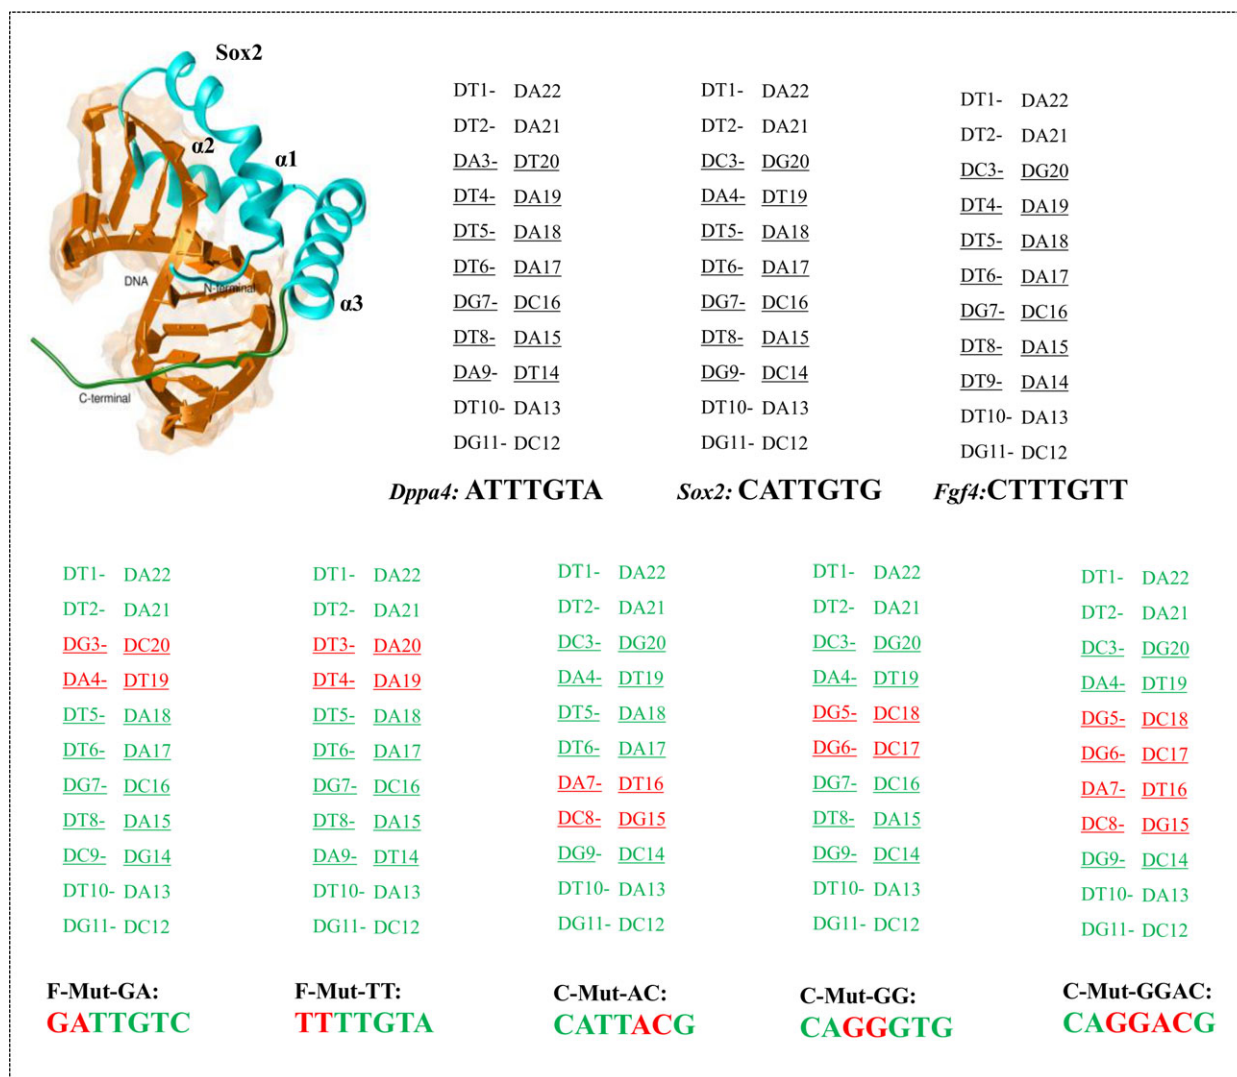 Sox2
α2
α1
α3
DNA
N-terminal
C-terminal
DT1- DA22
DT2- DA21
DA3- DT20
DT4- DA19
DT5- DA18
DT6- DA17
DG7- DC16
DT8- DA15
DA9- DT14
DT10- DA13
DG11- DC12
Dppa4: ATTTGTA
DT1- DA22
DT2- DA21
DC3- DG20
DA4- DT19
DT5- DA18
DT6- DA17
DG7- DC16
DT8- DA15
DG9- DC14
DT10- DA13
DG11- DC12
Sox2: CATTGTG
DT1- DA22
DT2- DA21
DC3- DG20
DT4- DA19
DT5- DA18
DT6- DA17
DG7- DC16
DT8- DA15
DT9- DA14
DT10- DA13
DG11- DC12
Fgf4:CTTTGTT
DT1- DA22
DT2- DA21
DG3- DC20
DA4- DT19
DT5- DA18
DT6- DA17
DG7- DC16
DT8- DA15
DC9- DG14
DT10- DA13
DG11- DC12
F-Mut-GA:
GATTGTC
DT1- DA22
DT2- DA21
DT3- DA20
DT4- DA19
DT5- DA18
DT6- DA17
DG7- DC16
DT8- DA15
DA9- DT14
DT10- DA13
DG11- DC12
F-Mut-TT:
TTTTGTA
DT1- DA22
DT2- DA21
DC3- DG20
DA4- DT19
DT5- DA18
DT6- DA17
DA7- DT16
DC8- DG15
DG9- DC14
DT10- DA13
DG11- DC12
C-Mut-AC:
CATTACG
DT1- DA22
DT2- DA21
DC3- DG20
DA4- DT19
DG5- DC18
DG6- DC17
DG7- DC16
DT8- DA15
DG9- DC14
DT10- DA13
DG11- DC12
C-Mut-GG:
CAGGGTG
DT1- DA22
DT2- DA21
DC3- DG20
DA4- DT19
DG5- DC18
DG6- DC17
DA7- DT16
DC8- DG15
DG9- DC14
DT10- DA13
DG11- DC12
C-Mut-GGAC:
CAGGACG